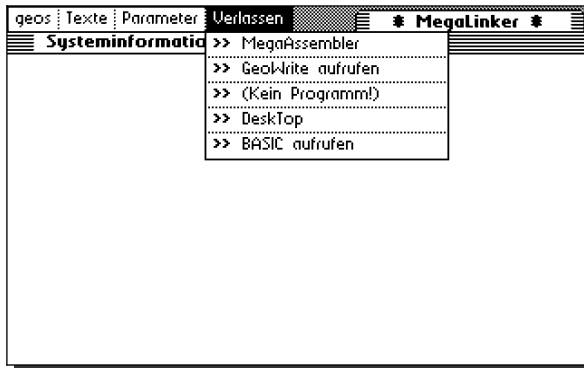 geos Texte Parameter Verlassen * MegaLinker *
Systeminformatio
>> MegaAssembler
>> GeoWrite aufrufen
>> (Kein Programm!)
>> DeskTop
>> BASIC aufrufen